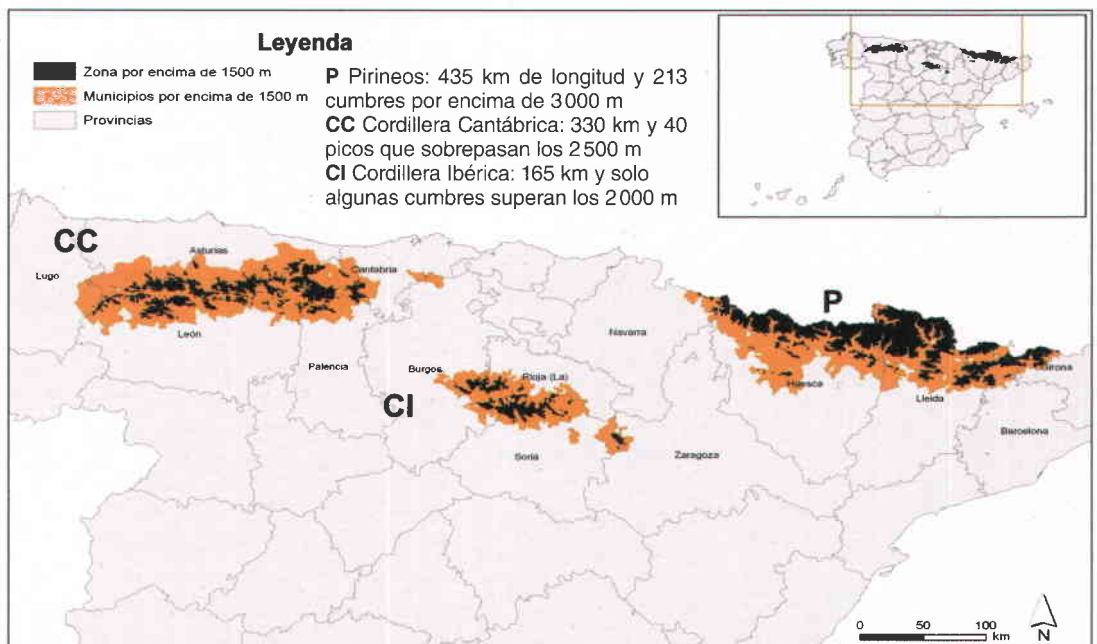 Leyenda
Zona por encima de 1500 m
Municipios por encima de 1500 m
Provincias
P Pirineos: 435 km de longitud y 213
cumbres por encima de 3000 m
CC Cordillera Cantábrica: 330 km y 40
picos que sobrepasan los 2500 m
CI Cordillera Ibérica: 165 km y solo
algunas cumbres superan los 2000 m
CC
Asturias
Lugo
Cantabria
León
Palencia
Burgos
Rioja (La)
CI
Soria
Navarra
P
Huesca
Zaragoza
Lleida
Girona
Barcelona
0 50 100
km
N